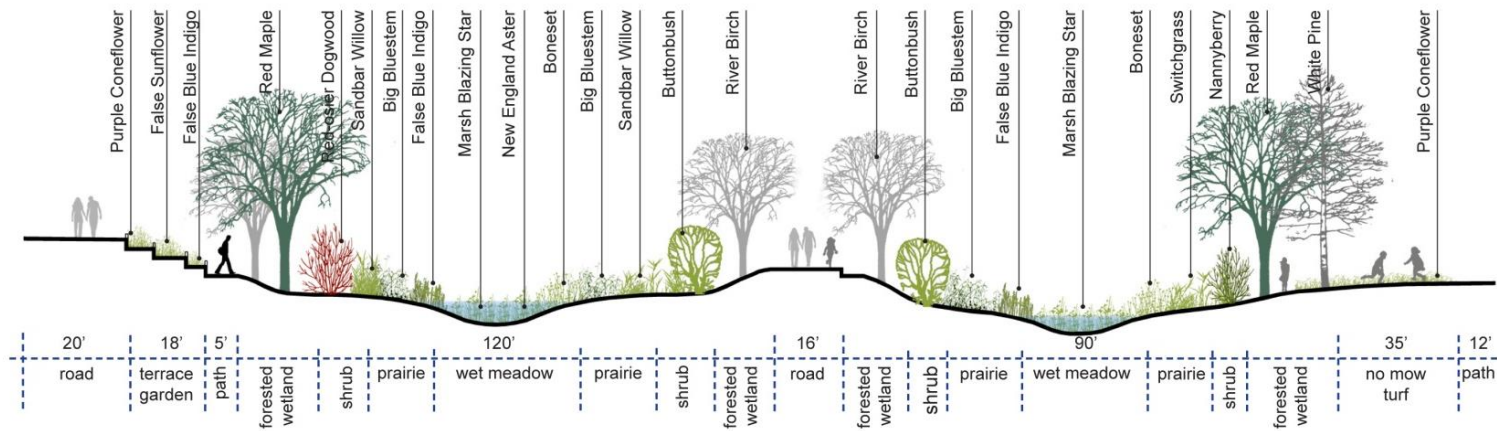 Purple Coneflower
False Sunflower
False Blue Indigo
Red Maple
Red-osier Dogwood
Sandbar Willow
Big Bluestem
False Blue Indigo
Marsh Blazing Star
New England Aster
Boneset
Big Bluestem
Sandbar Willow
Buttonbush
River Birch
River Birch
Buttonbush
Big Bluestem
False Blue Indigo
Marsh Blazing Star
Boneset
Switchgrass
Nannyberry
Red Maple
White Pine
Purple Coneflower
20' 18' 5' 120' 16' 90' 35' 12'
road
terrace
garden
path
forested
wetland
shrub
prairie
wet meadow
prairie
shrub
forested
wetland
road
forested
wetland
shrub
prairie
wet meadow
prairie
shrub
forested
wetland
no mow
turf
path